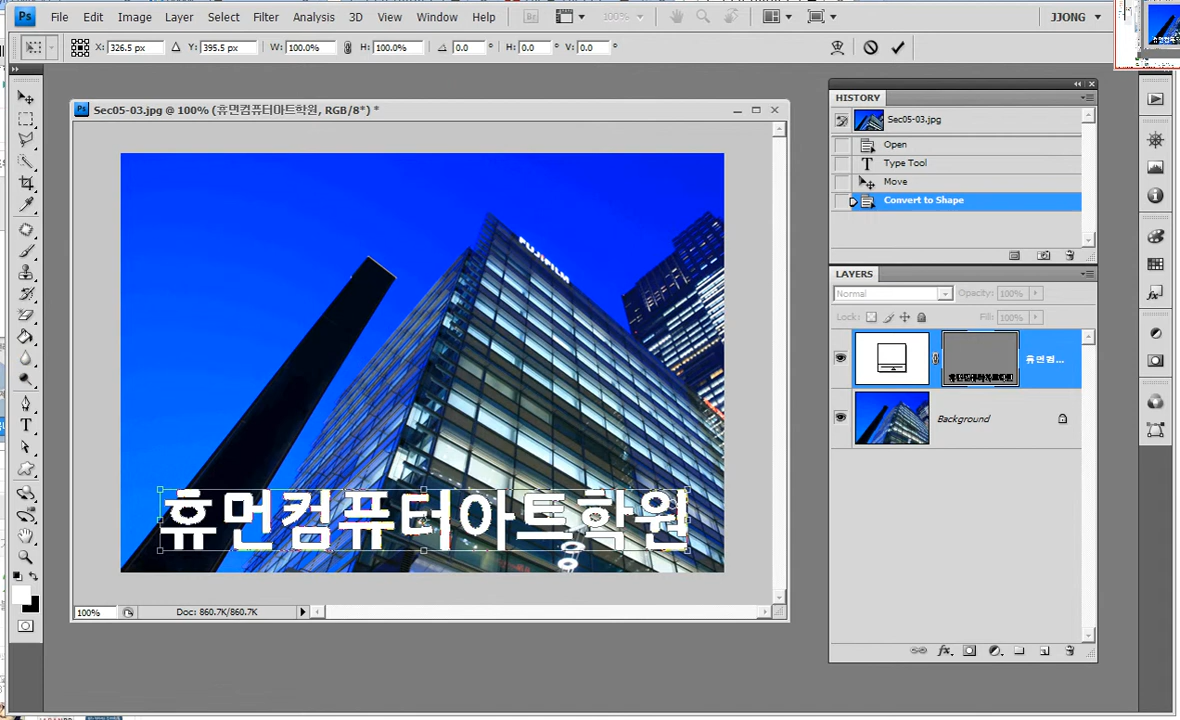 Ps File Edit Image Layer Select Filter Analysis 3D View Window Help Br 100% JJONG
X: 326.5 px Y: 395.5 px W: 100.0% H: 100.0% 0.0 ° H: 0.0 ° V: 0.0 °
Ps Sec05-03.jpg @ 100% (휴먼컴퓨터아트학원, RGB/8*) *
FUJIFILM
휴먼컴퓨터아트학원
100% Doc: 860.7K/860.7K
HISTORY
Sec05-03.jpg
Open
Type Tool
Move
Convert to Shape
LAYERS
Normal Opacity: 100%
Lock: Fill: 100%
휴먼컴...
Background